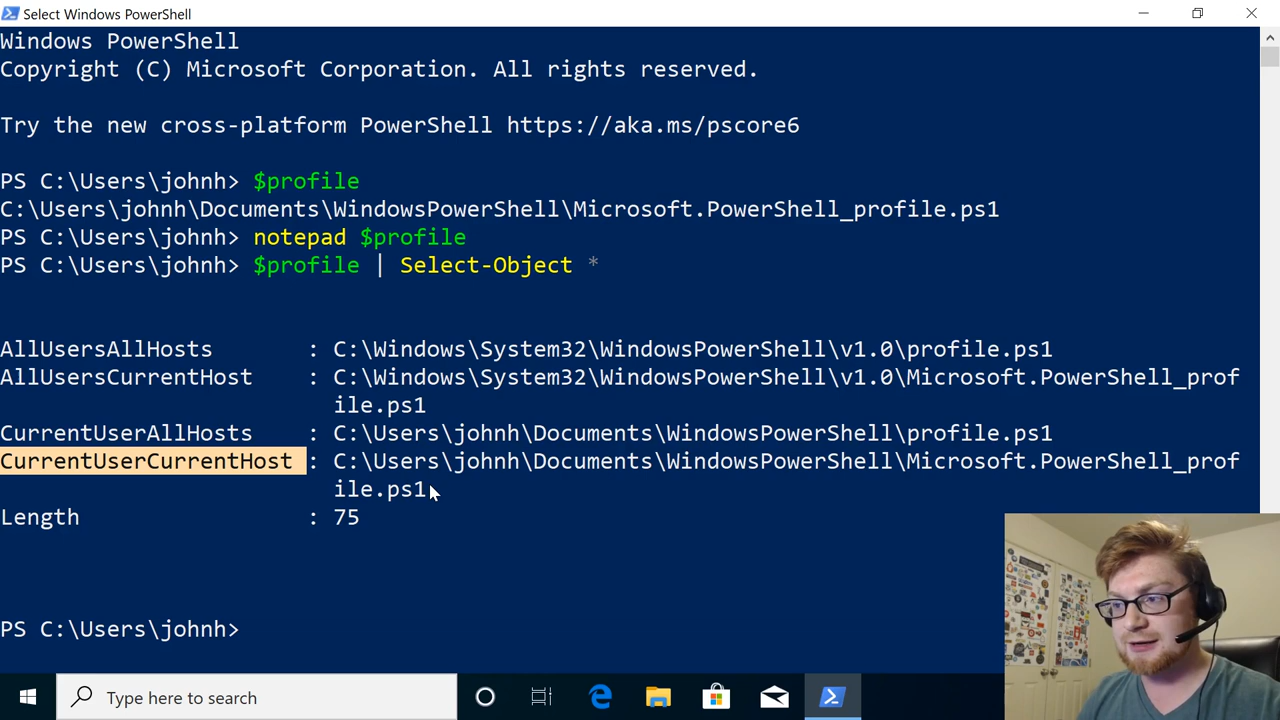 Select Windows PowerShell
Windows PowerShell
Copyright (C) Microsoft Corporation. All rights reserved.
Try the new cross-platform PowerShell https://aka.ms/pscore6
PS C:\Users\johnh> $profile
C:\Users\johnh\Documents\WindowsPowerShell\Microsoft.PowerShell_profile.ps1
PS C:\Users\johnh> notepad $profile
PS C:\Users\johnh> $profile | Select-Object *
AllUsersAllHosts : C:\Windows\System32\WindowsPowerShell\v1.0\profile.ps1
AllUsersCurrentHost : C:\Windows\System32\WindowsPowerShell\v1.0\Microsoft.PowerShell_prof
ile.ps1
CurrentUserAllHosts : C:\Users\johnh\Documents\WindowsPowerShell\profile.ps1
CurrentUserCurrentHost : C:\Users\johnh\Documents\WindowsPowerShell\Microsoft.PowerShell_prof
ile.ps1
Length : 75
PS C:\Users\johnh>
Type here to search